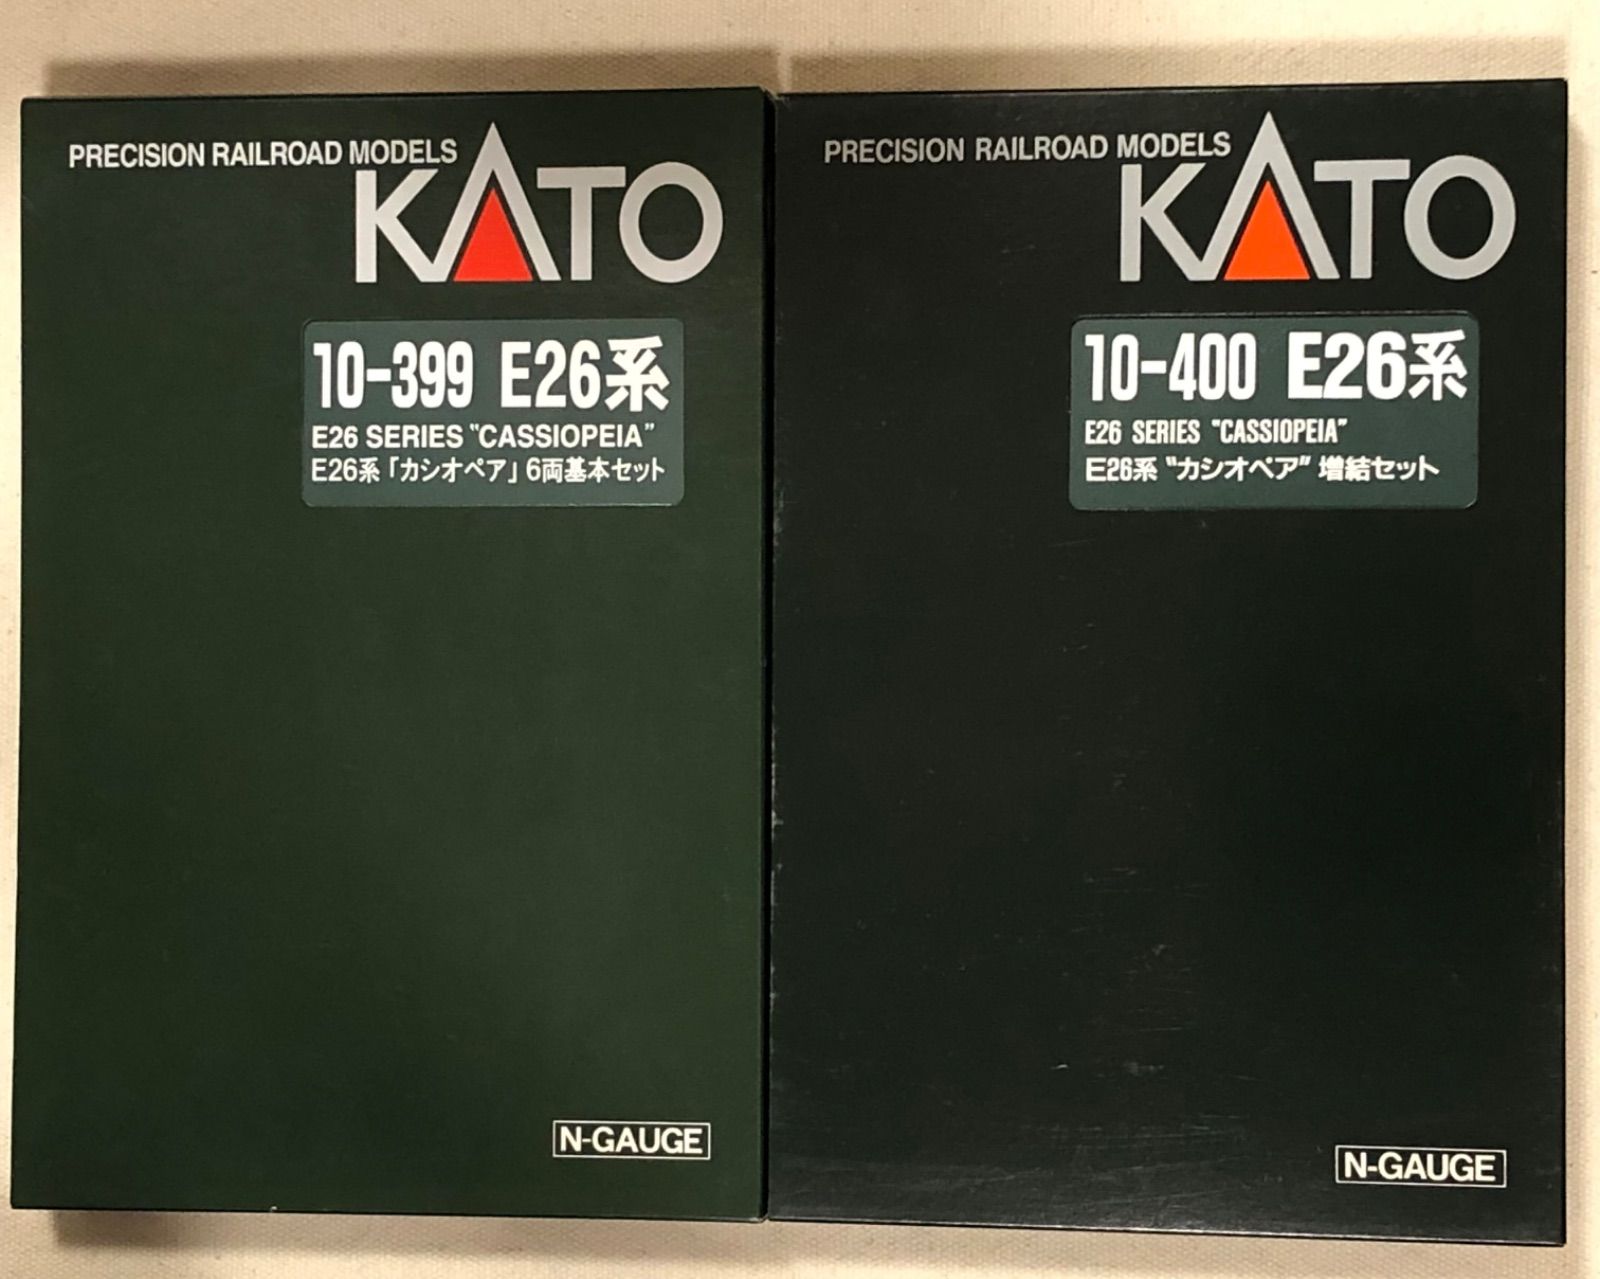 PRECISION RAILROAD MODELS
KATO
10-399 E26系
E26 SERIES "CASSIOPEIA"
E26系「カシオペア」6両基本セット
N-GAUGE
PRECISION RAILROAD MODELS
KATO
10-400 E26系
E26 SERIES "CASSIOPEIA"
E26系 "カシオペア" 増結セット
N-GAUGE